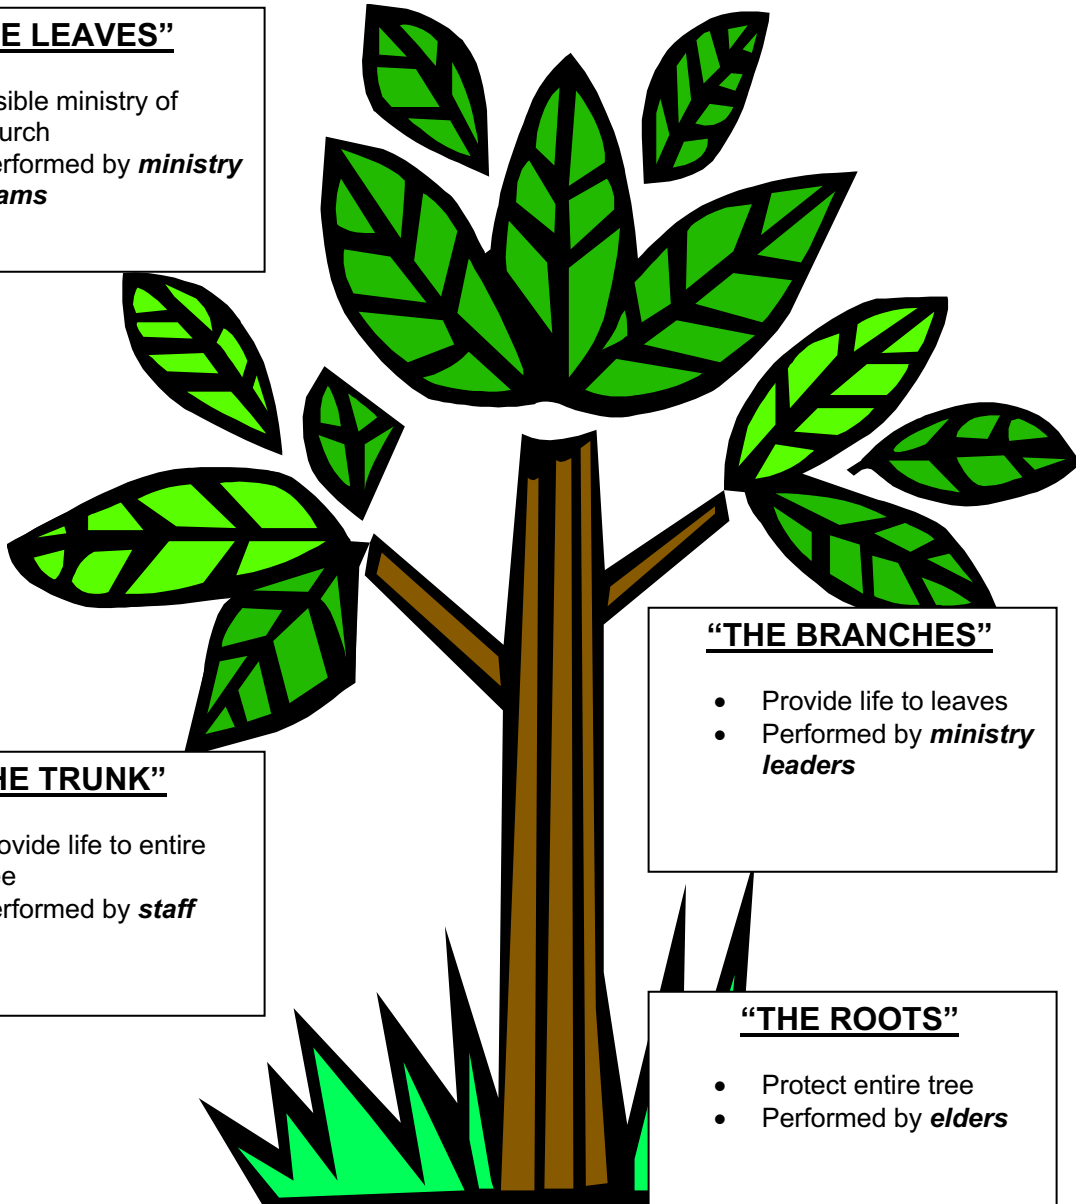 E LEAVES”
sible ministry of
urch
erformed by ministry
ams
“THE BRANCHES”
• Provide life to leaves
• Performed by ministry
leaders
HE TRUNK”
ovide life to entire
ee
erformed by staff
“THE ROOTS”
• Protect entire tree
• Performed by elders